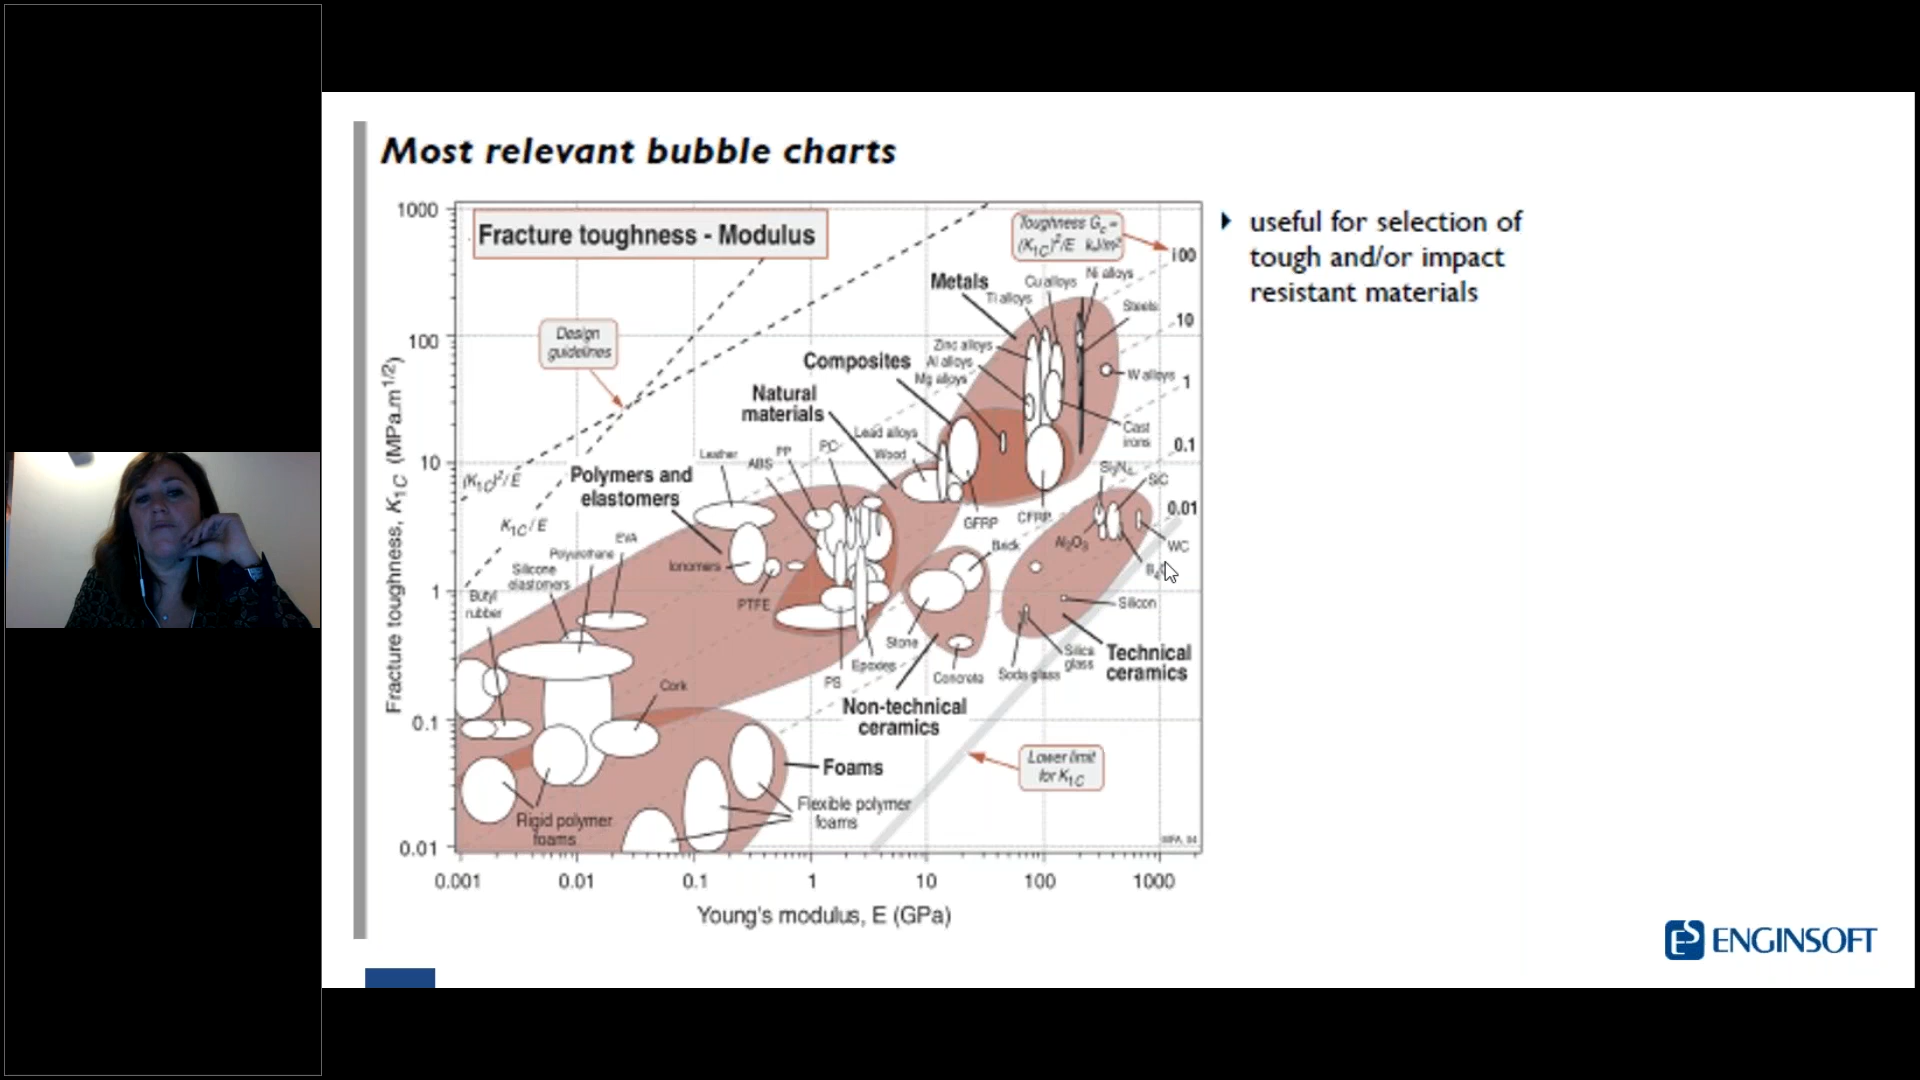 Most relevant bubble charts
1000
100
10
1
0.1
0.01
Fracture toughness, K1C (MPa.m1/2)
Fracture toughness - Modulus
Toughness Gc =
(K1C)2/E kJ/m2
100
10
1
0.1
0.01
Design
guidelines
(K1C)2/E
K1C/E
Metals
Ti alloys
Cu alloys
Ni alloys
Steels
Zinc alloys
Al alloys
Mg alloys
W alloys
Cast
irons
Composites
Natural
materials
Lead alloys
Wood
GFRP
CFRP
Polymers and
elastomers
Leather
ABS
PP
PC
EVA
Polyurethane
Silicone
elastomers
Butyl
rubber
Ionomers
PTFE
PS
Epoxies
Brick
Stone
Concrete
Non-technical
ceramics
Si3N4
SiC
Al2O3
WC
Silicon
Silica
glass
Soda glass
Technical
ceramics
Cork
Foams
Flexible polymer
foams
Rigid polymer
foams
Lower limit
for K1C
MFA, 04
0.001
0.01
0.1
1
10
100
1000
Young's modulus, E (GPa)
useful for selection of
tough and/or impact
resistant materials
ENGINSOFT